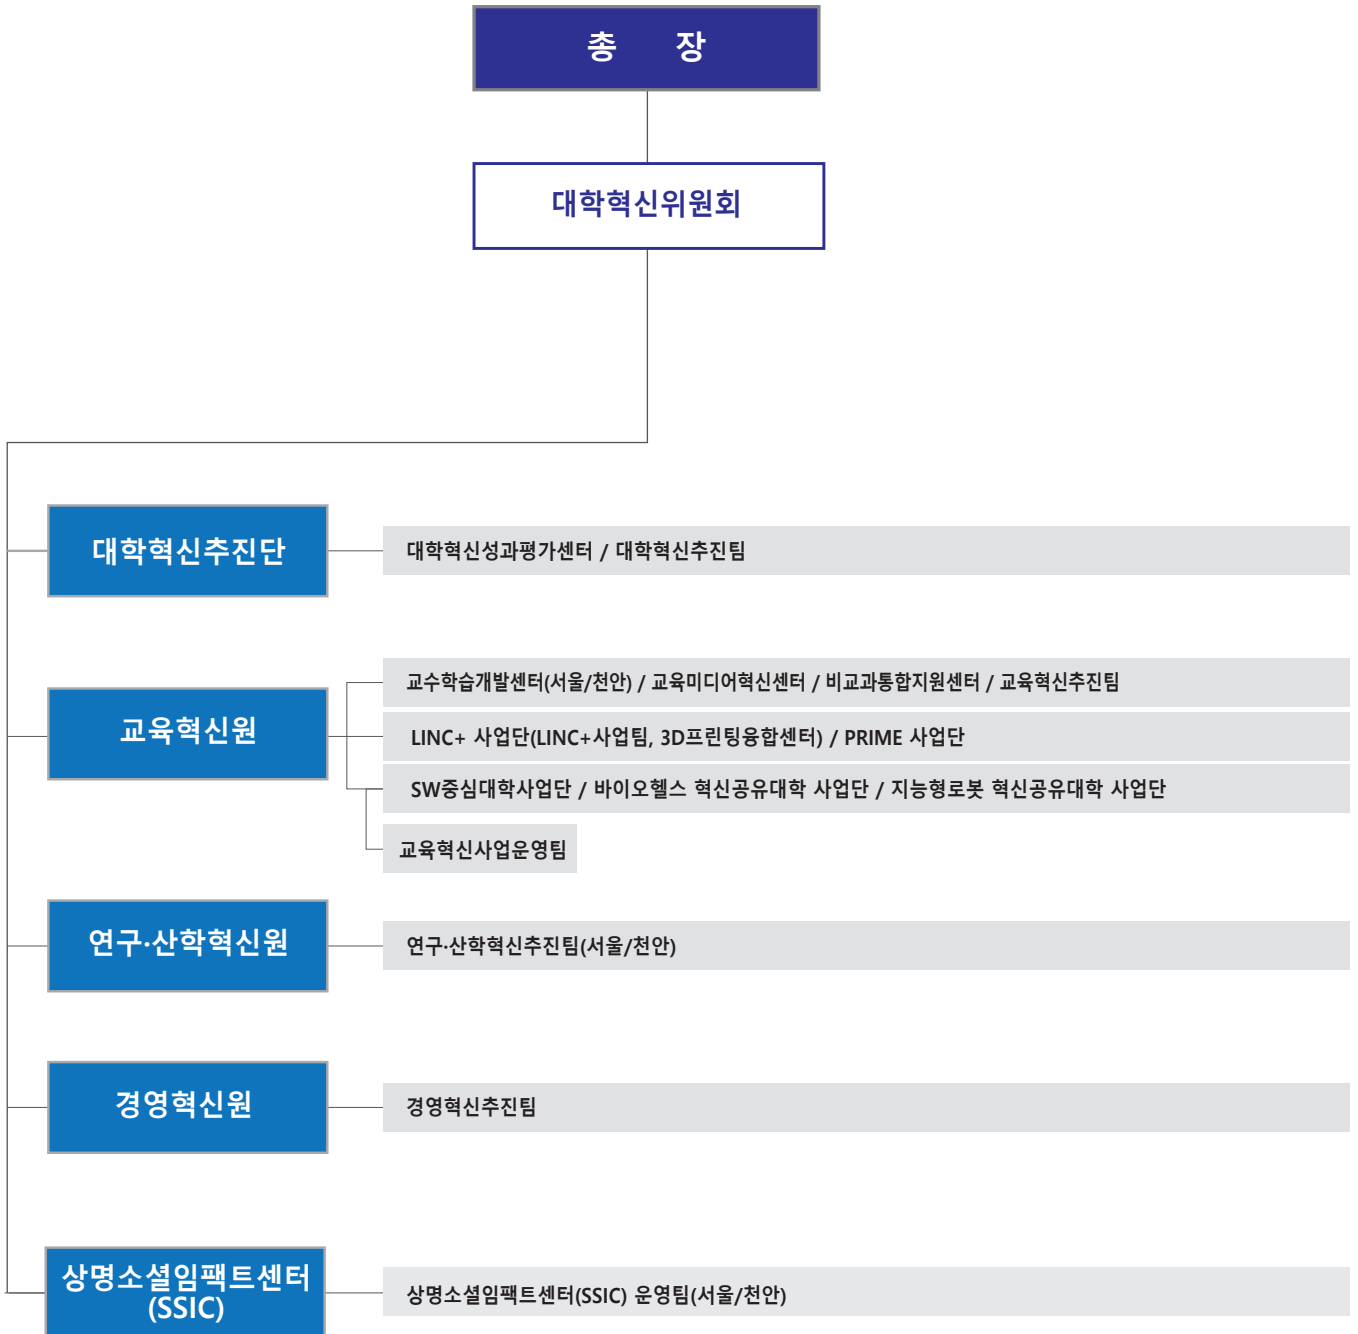 총 장
대학혁신위원회
대학혁신추진단
대학혁신성과평가센터 / 대학혁신추진팀
교육혁신원
교수학습개발센터(서울/천안) / 교육미디어혁신센터 / 비교과통합지원센터 / 교육혁신추진팀
LINC+ 사업단(LINC+사업팀, 3D프린팅융합센터) / PRIME 사업단
SW중심대학사업단 / 바이오헬스 혁신공유대학 사업단 / 지능형로봇 혁신공유대학 사업단
교육혁신사업운영팀
연구·산학혁신원
연구·산학혁신추진팀(서울/천안)
경영혁신원
경영혁신추진팀
상명소셜임팩트센터
(SSIC)
상명소셜임팩트센터(SSIC) 운영팀(서울/천안)